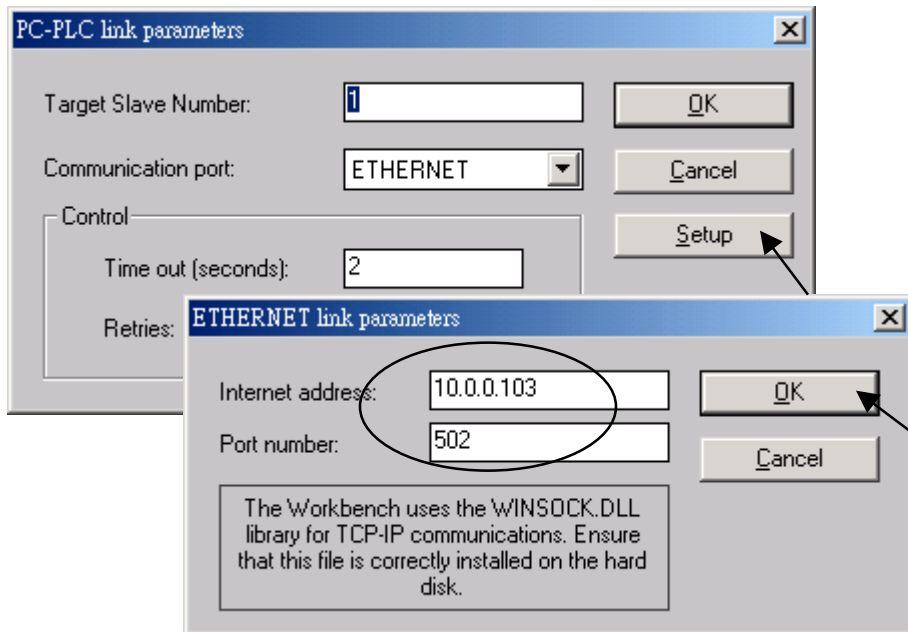 PC-PLC link parameters
Target Slave Number: 1 OK
Communication port: ETHERNET Cancel
Control Setup
Time out (seconds): 2
Retries:
ETHERNET link parameters
Internet address: 10.0.0.103 OK
Port number: 502
Cancel
The Workbench uses the WINSOCK.DLL
library for TCP-IP communications. Ensure
that this file is correctly installed on the hard
disk.